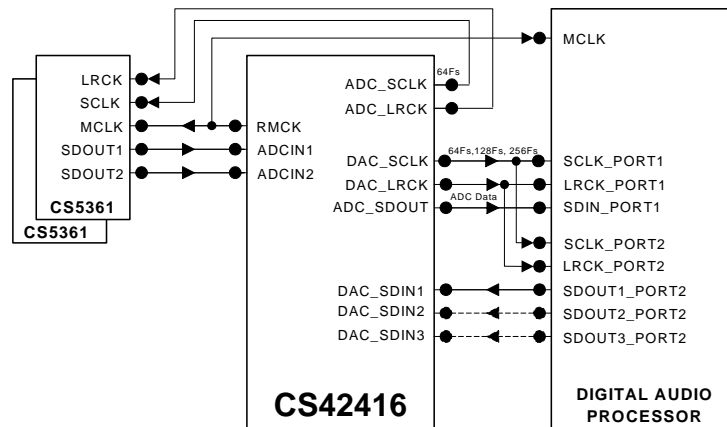 LRCK
SCLK
MCLK
SDOUT1
SDOUT2
CS5361
CS5361
RMCK
ADCIN1
ADCIN2
ADC_SCLK
ADC_LRCK
DAC_SCLK
DAC_LRCK
ADC_SDOUT
DAC_SDIN1
DAC_SDIN2
DAC_SDIN3
CS42416
64Fs
64Fs,128Fs, 256Fs
ADC Data
MCLK
SCLK_PORT1
LRCK_PORT1
SDIN_PORT1
SCLK_PORT2
LRCK_PORT2
SDOUT1_PORT2
SDOUT2_PORT2
SDOUT3_PORT2
DIGITAL AUDIO
PROCESSOR